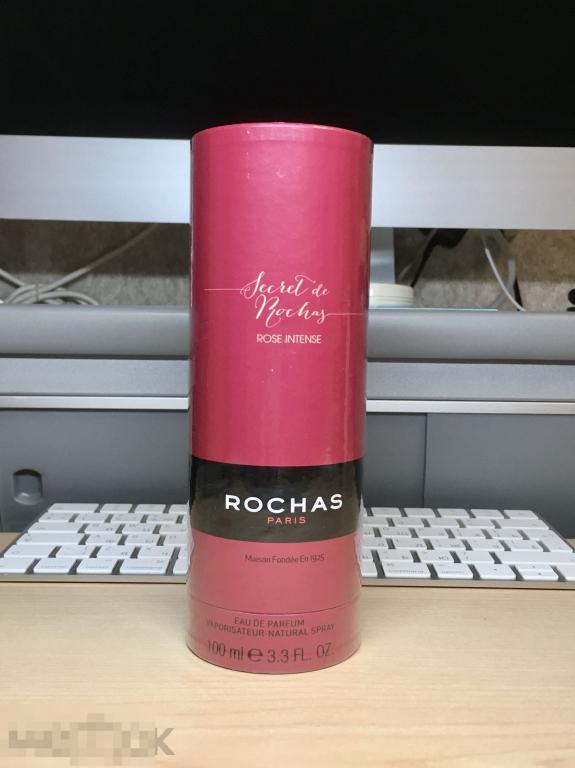 Secret de
Rochas
ROSE INTENSE
ROCHAS
PARIS
Maison Fondée En 1925
EAU DE PARFUM
VAPORISATEUR-NATURAL SPRAY
100 ml ℮ 3.3 FL. OZ.